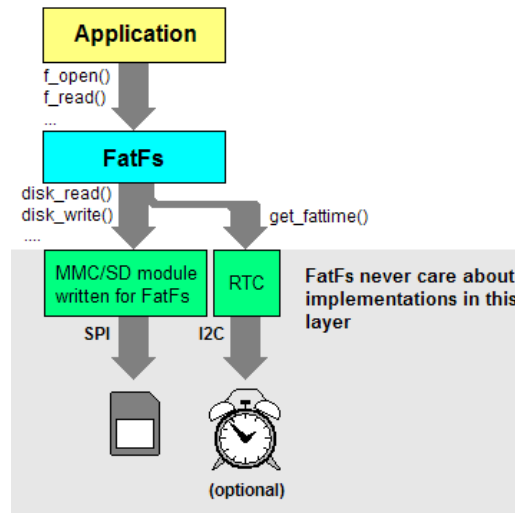 Application
f_open()
f_read()
...
FatFs
disk_read()
disk_write()
....
get_fattime()
MMC/SD module
written for FatFs
RTC
FatFs never care about
implementations in this
layer
SPI
I2C
(optional)